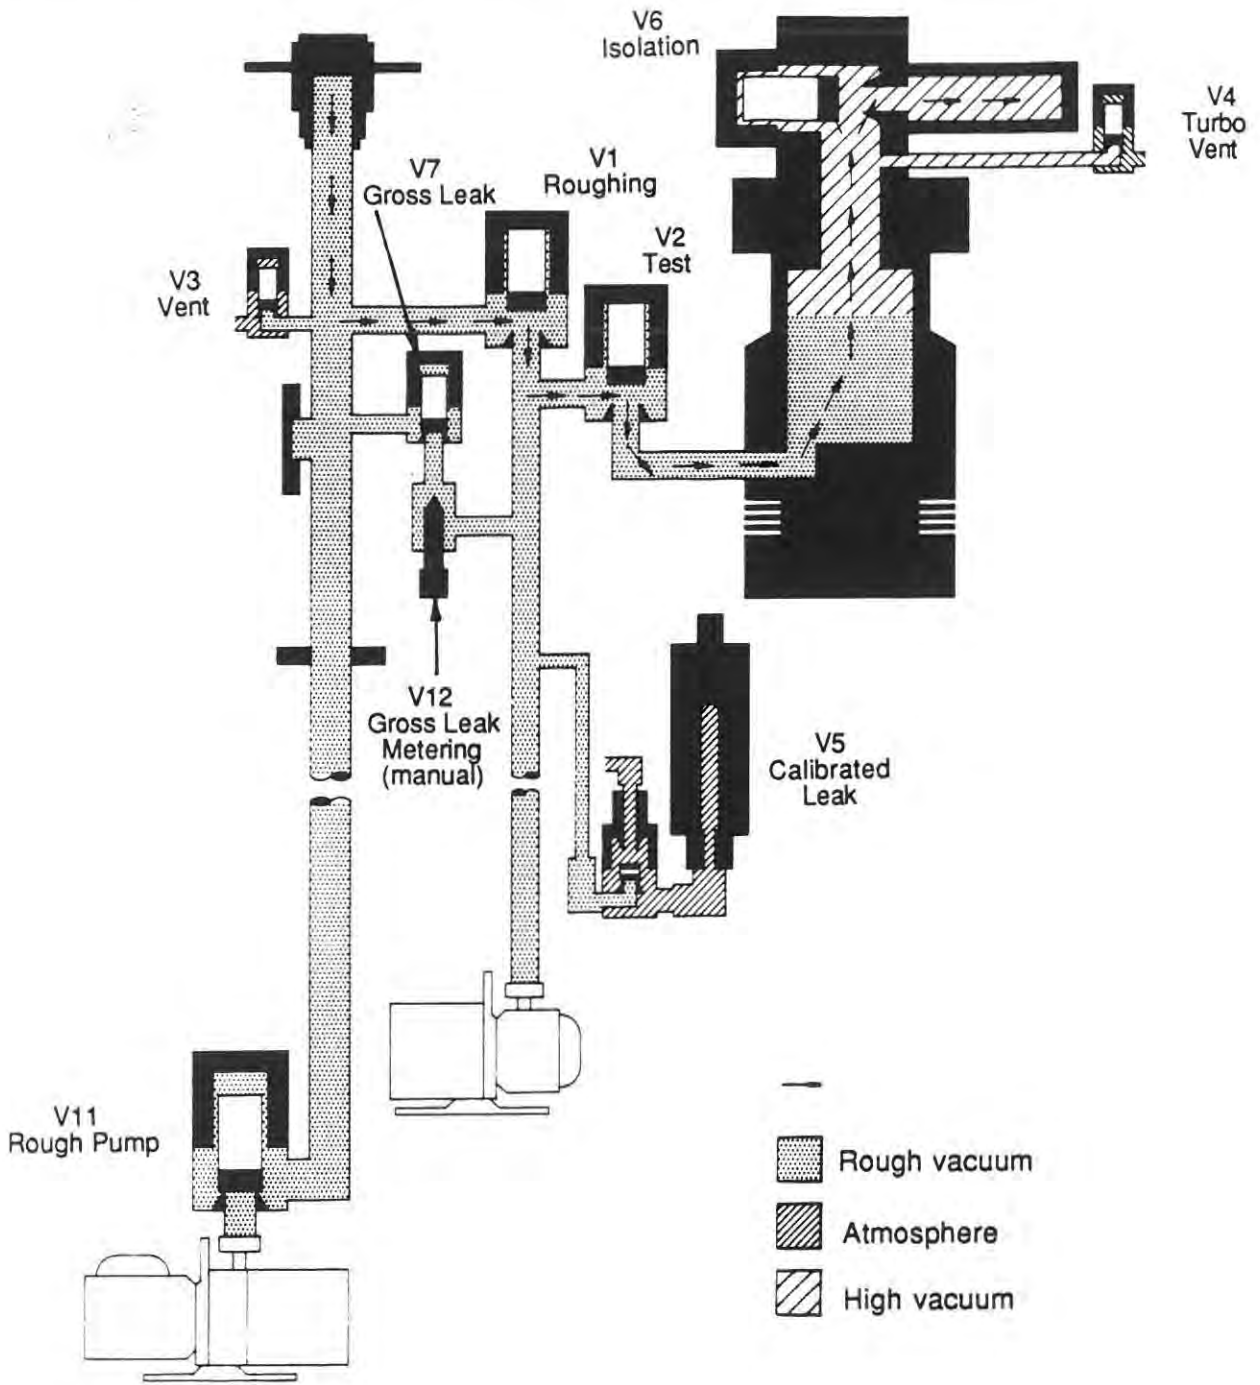 V6
Isolation
V4
Turbo
Vent
V7
Gross Leak
V1
Roughing
V2
Test
V3
Vent
V12
Gross Leak
Metering
(manual)
V5
Calibrated
Leak
V11
Rough Pump
Rough vacuum
Atmosphere
High vacuum